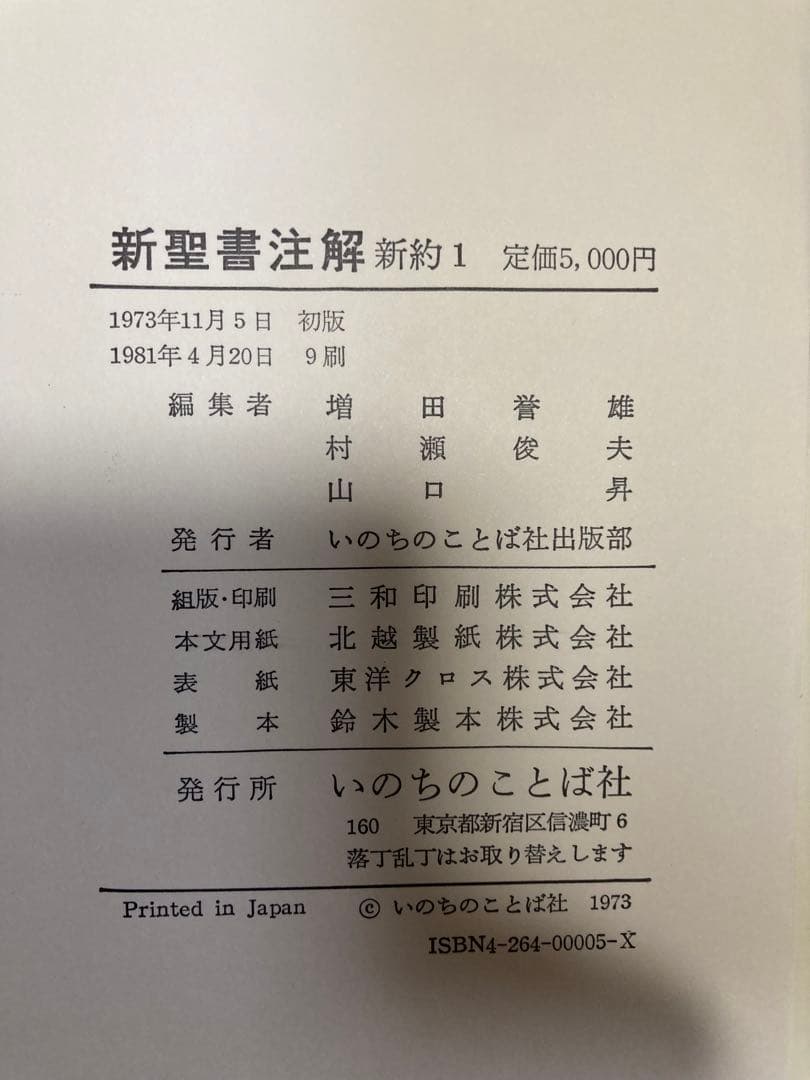 新聖書注解 新約1 定価5,000円
1973年11月5日 初版
1981年4月20日 9刷
編集者 増田誉雄
村瀬俊夫
山口昇
発行者 いのちのことば社出版部
組版・印刷 三和印刷株式会社
本文用紙 北越製紙株式会社
表紙 東洋クロス株式会社
製本 鈴木製本株式会社
発行所 いのちのことば社
160 東京都新宿区信濃町6
落丁乱丁はお取り替えします
Printed in Japan ©いのちのことば社 1973
ISBN4-264-00005-X